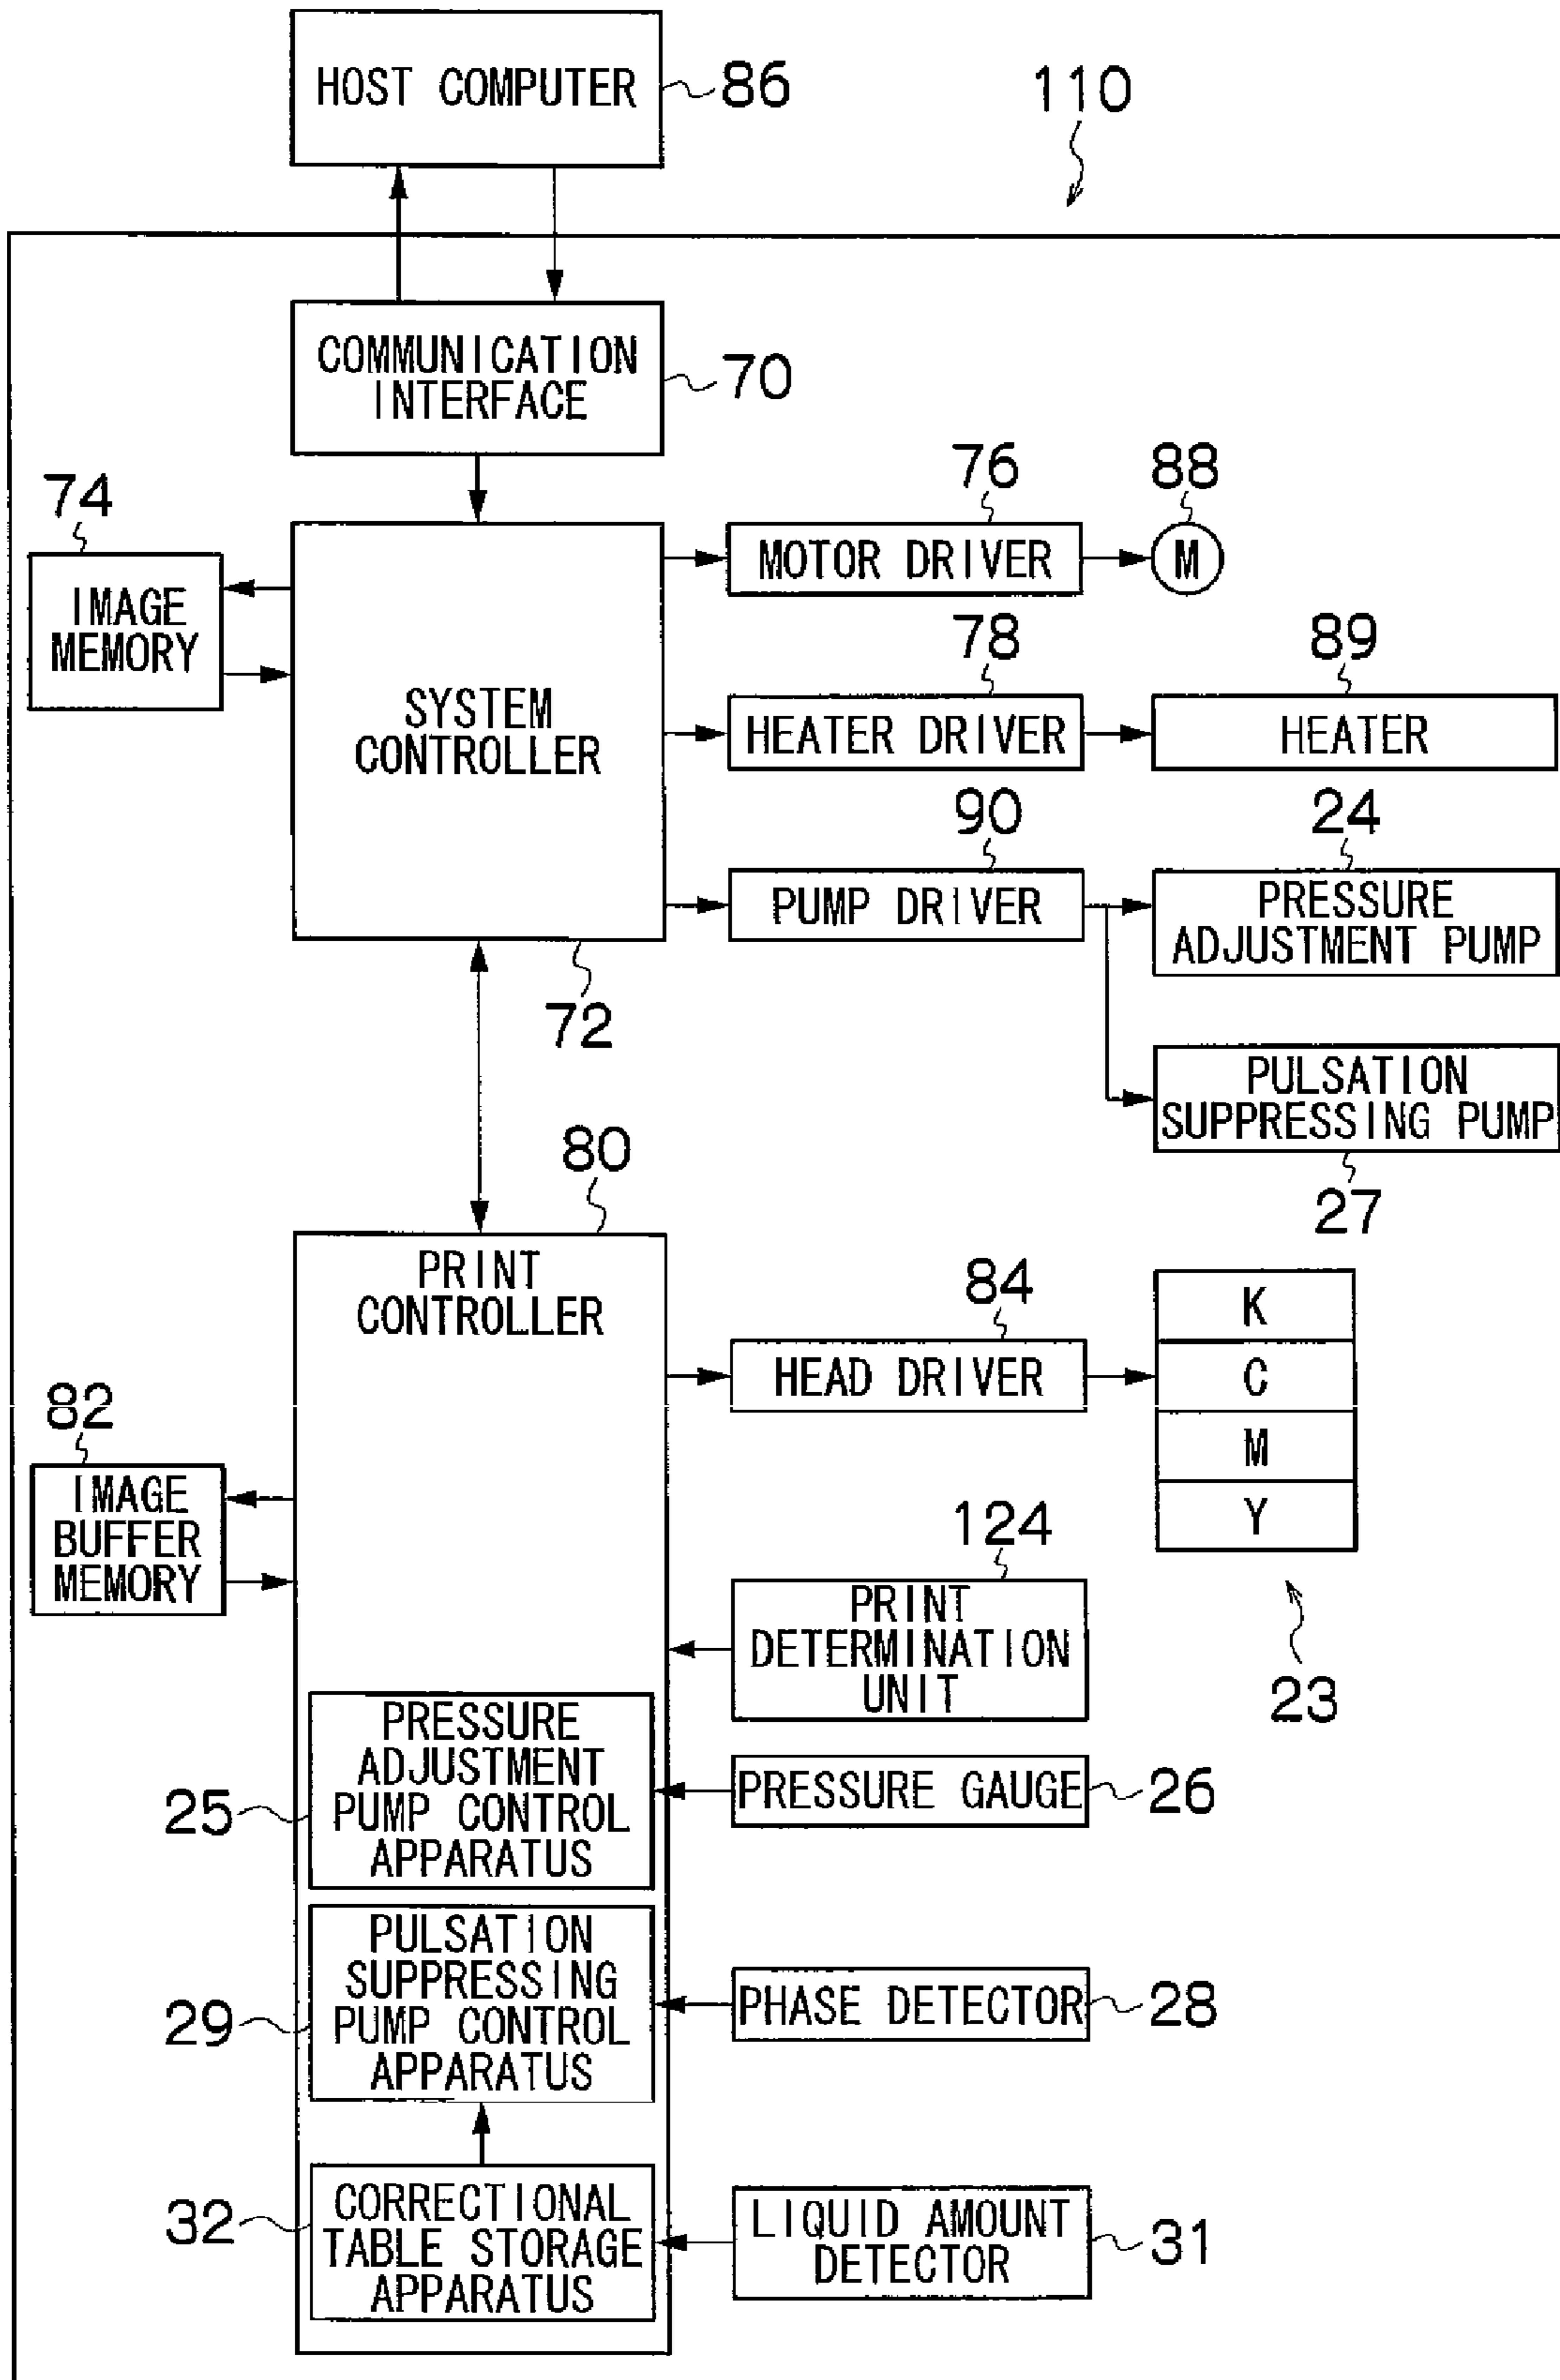 HOST COMPUTER
86
110
COMMUNICATION
INTERFACE
70
74
IMAGE
MEMORY
SYSTEM
CONTROLLER
72
76
MOTOR DRIVER
88
M
78
HEATER DRIVER
89
HEATER
90
PUMP DRIVER
24
PRESSURE
ADJUSTMENT PUMP
PULSATION
SUPPRESSING PUMP
27
80
PRINT
CONTROLLER
84
HEAD DRIVER
K
C
M
Y
23
82
IMAGE
BUFFER
MEMORY
124
PRINT
DETERMINATION
UNIT
25
PRESSURE
ADJUSTMENT
PUMP CONTROL
APPARATUS
PRESSURE GAUGE
26
29
PULSATION
SUPPRESSING
PUMP CONTROL
APPARATUS
PHASE DETECTOR
28
32
CORRECTIONAL
TABLE STORAGE
APPARATUS
LIQUID AMOUNT
DETECTOR
31